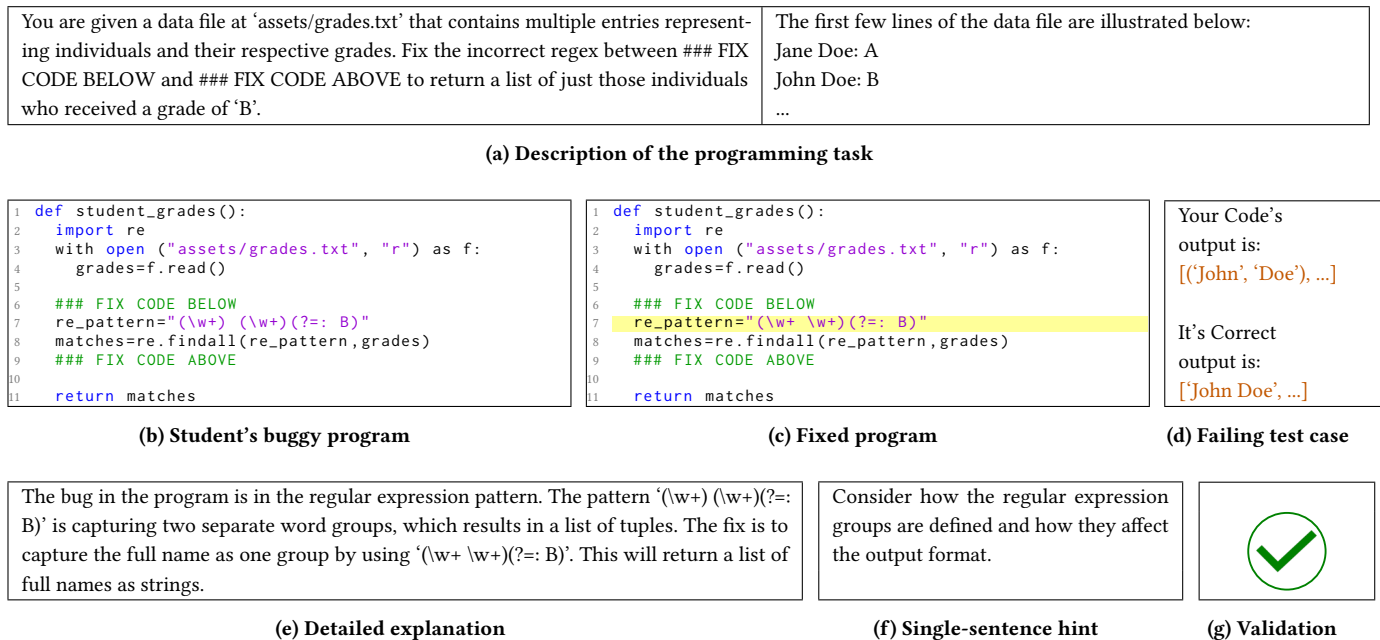 You are given a data file at ‘assets/grades.txt’ that contains multiple entries represent-
ing individuals and their respective grades. Fix the incorrect regex between ### FIX
CODE BELOW and ### FIX CODE ABOVE to return a list of just those individuals
who received a grade of ‘B’.
The first few lines of the data file are illustrated below:
Jane Doe: A
John Doe: B
...
(a) Description of the programming task
1 def student_grades():
2   import re
3   with open ("assets/grades.txt", "r") as f:
4     grades=f.read()
5
6   ### FIX CODE BELOW
7   re_pattern="(\w+) (\w+)(?=: B)"
8   matches=re.findall(re_pattern,grades)
9   ### FIX CODE ABOVE
10
11   return matches
(b) Student's buggy program
1 def student_grades():
2   import re
3   with open ("assets/grades.txt", "r") as f:
4     grades=f.read()
5
6   ### FIX CODE BELOW
7   re_pattern="(\w+ \w+)(?=: B)"
8   matches=re.findall(re_pattern,grades)
9   ### FIX CODE ABOVE
10
11   return matches
(c) Fixed program
Your Code's
output is:
[(‘John’, ‘Doe’), ...]
It's Correct
output is:
[‘John Doe’, ...]
(d) Failing test case
The bug in the program is in the regular expression pattern. The pattern ‘(\w+) (\w+)(?=:
B)’ is capturing two separate word groups, which results in a list of tuples. The fix is to
capture the full name as one group by using ‘(\w+ \w+)(?=: B)’. This will return a list of
full names as strings.
(e) Detailed explanation
Consider how the regular expression
groups are defined and how they affect
the output format.
(f) Single-sentence hint
(g) Validation